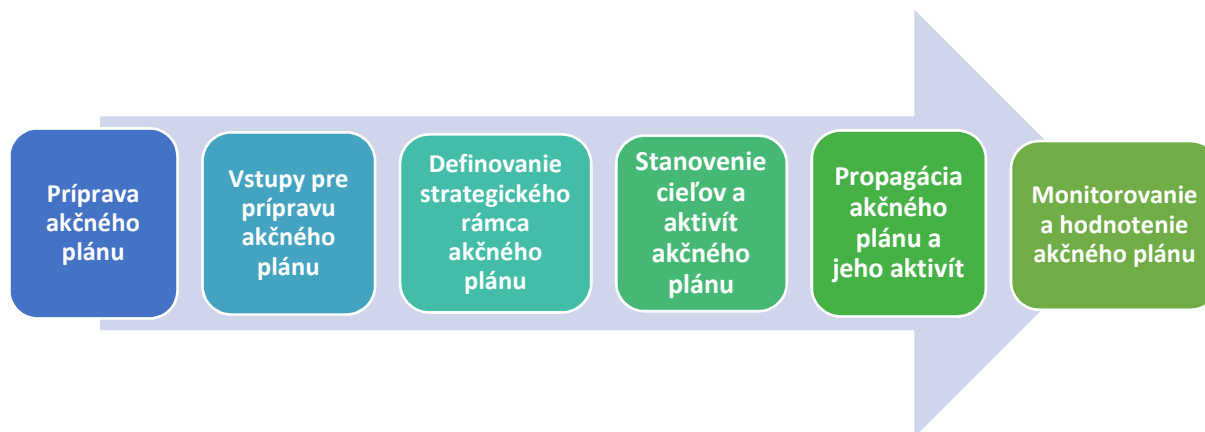 Príprava
akčného
plánu
Vstupy pre
prípravu
akčného
plánu
Definovanie
strategického
rámca
akčného
plánu
Stanovenie
cieľov a
aktivít
akčného
plánu
Propagácia
akčného
plánu a
jeho aktivít
Monitorovanie
a hodnotenie
akčného plánu